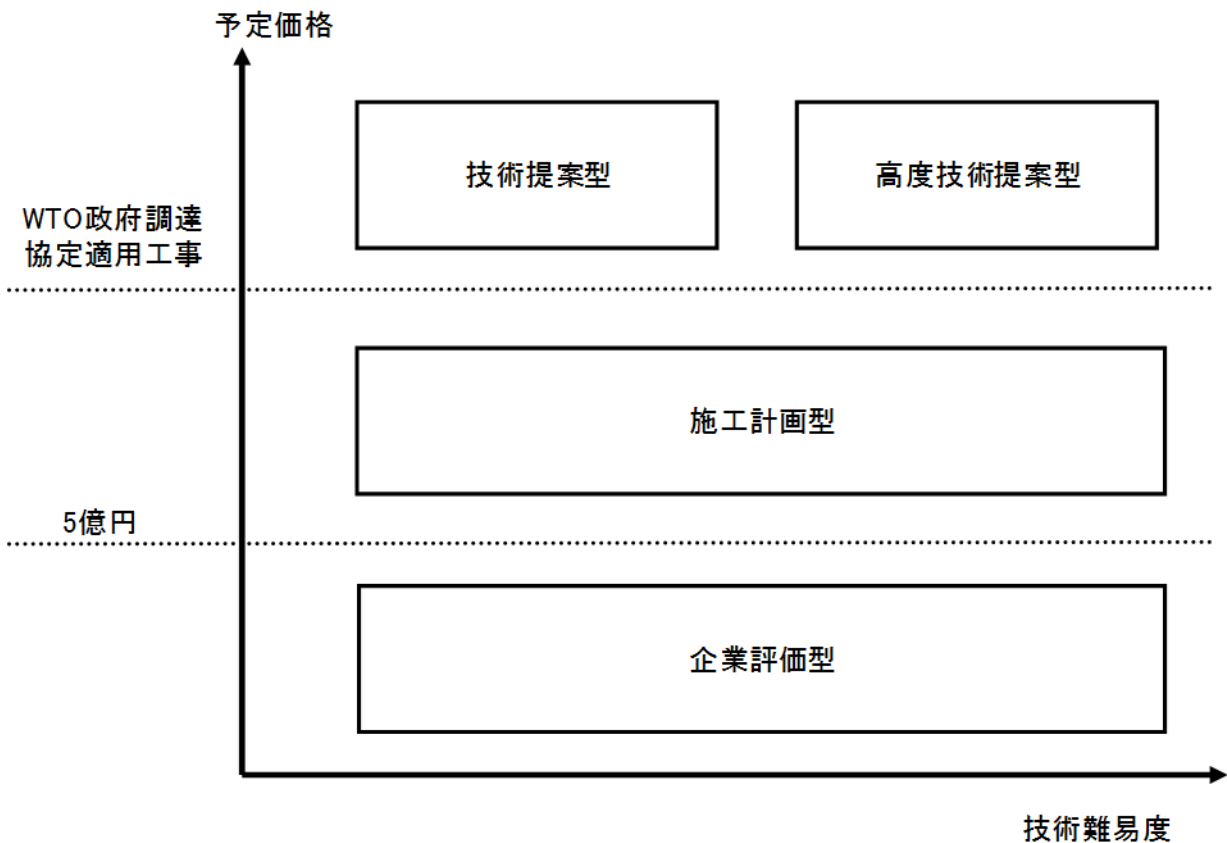 予定価格
技術提案型
高度技術提案型
WTO政府調達
協定適用工事
施工計画型
5億円
企業評価型
技術難易度